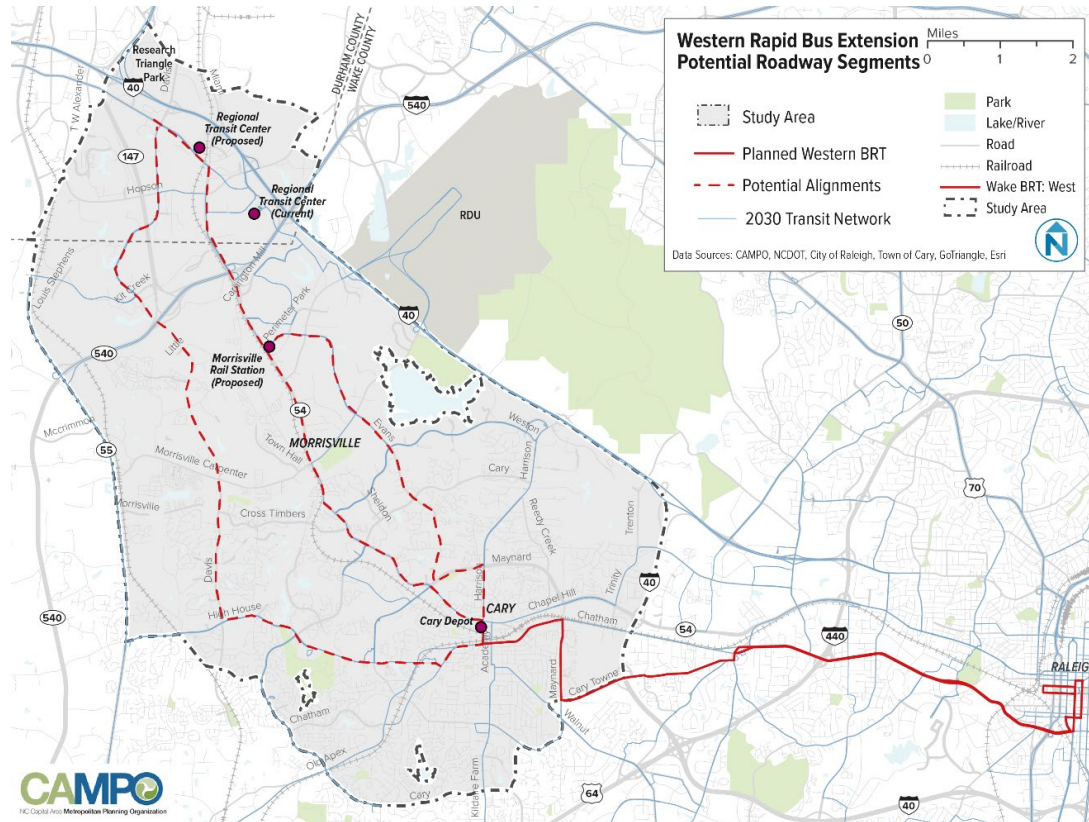 Western Rapid Bus Extension
Potential Roadway Segments
Miles
0 1 2
Study Area
Planned Western BRT
Potential Alignments
2030 Transit Network
Park
Lake/River
Road
Railroad
Wake BRT: West
Study Area
N
Data Sources: CAMPO, NCDOT, City of Raleigh, Town of Cary, GoTriangle, Esri
Research
Triangle
Park
40
T W Alexander
Davis
Miami
DURHAM COUNTY
WAKE COUNTY
540
Regional
Transit Center
(Proposed)
147
Hopson
Regional
Transit Center
(Current)
RDU
Louis Stephens
Kit Creek
Carrington Mill
Perimeter Park
40
50
540
Little
Morrisville
Rail Station
(Proposed)
54
Mccrimmon
55
Town Hall
MORRISVILLE
Evans
Weston
Morrisville Carpenter
Cary
Harrison
70
Morrisville
Cross Timbers
Sheldon
Reedy Creek
Trenton
Davis
Maynard
Harrison
Trinity
40
High House
CARY
Chapel Hill
Cary Depot
Chatham
54
440
540
Academy
Maynard
Cary Towne
RALEIG
Chatham
Walnut
Old Apex
Cary
Kildaire Farm
64
40
CAMPO
NC Capital Area Metropolitan Planning Organization